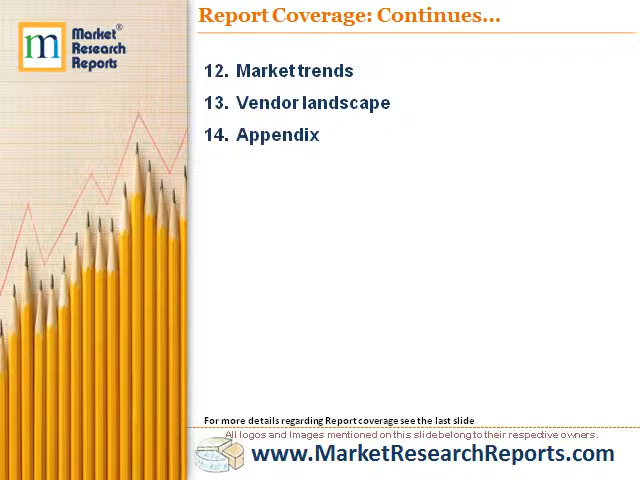 Report Coverage: Continues...
m
Market®
Research
Reports
12. Market trends
13. Vendor landscape
14. Appendix
For more details regarding Report coverage see the last slide
All logos and Images mentioned on this slide belong to their respective owners.
www.MarketResearchReports.com